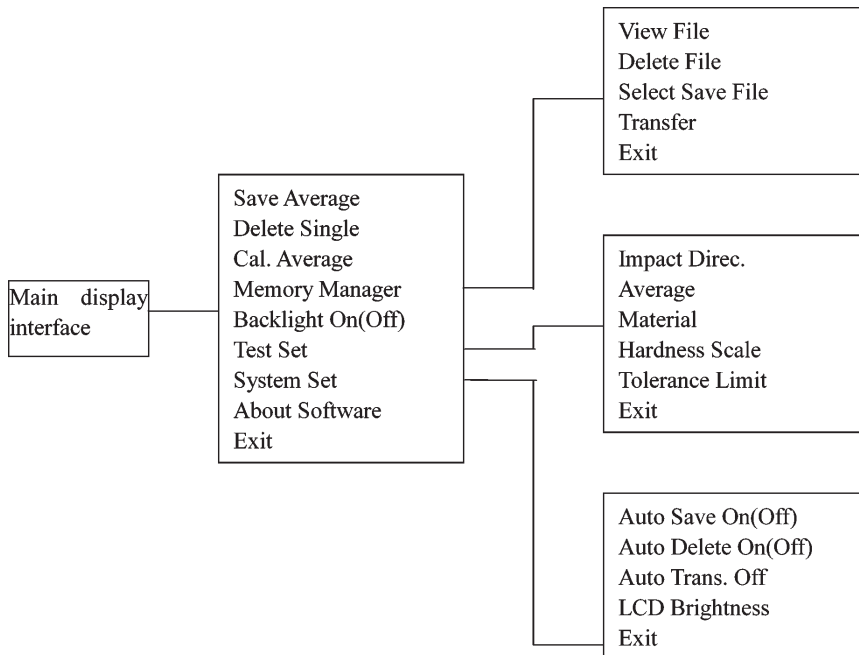 Main display
interface
Save Average
Delete Single
Cal. Average
Memory Manager
Backlight On(Off)
Test Set
System Set
About Software
Exit
View File
Delete File
Select Save File
Transfer
Exit
Impact Direc.
Average
Material
Hardness Scale
Tolerance Limit
Exit
Auto Save On(Off)
Auto Delete On(Off)
Auto Trans. Off
LCD Brightness
Exit